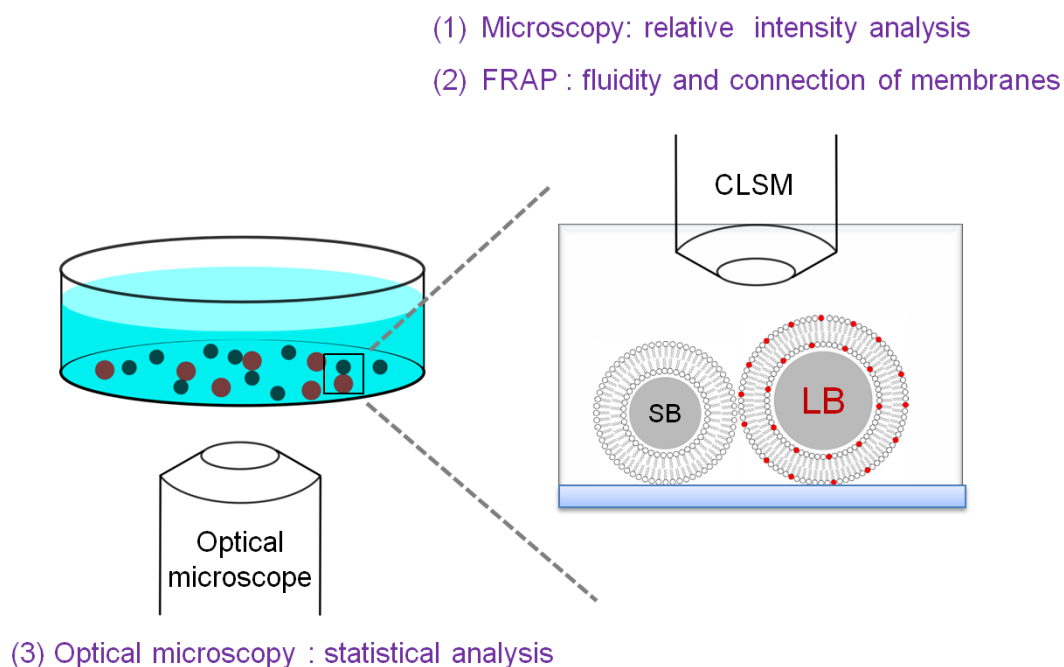 (1) Microscopy: relative intensity analysis
(2) FRAP : fluidity and connection of membranes
CLSM
SB
LB
Optical
microscope
(3) Optical microscopy : statistical analysis